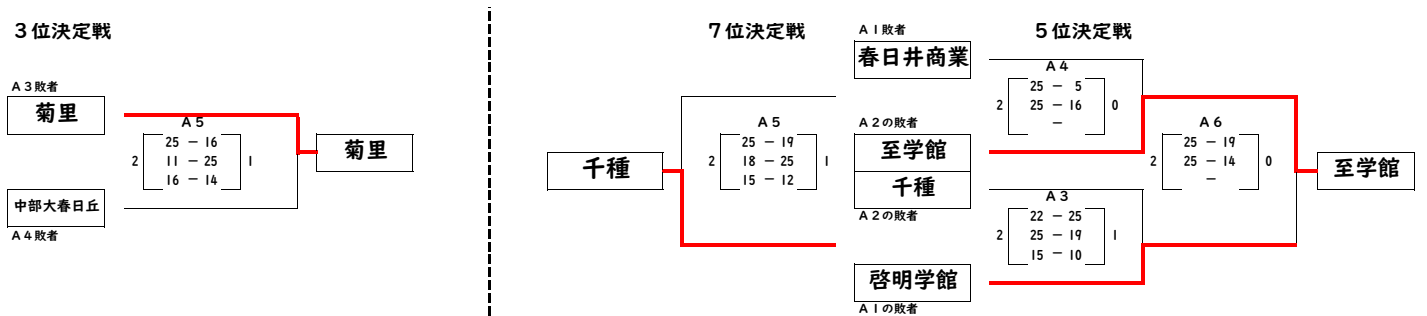 3位決定戦
A3敗者
菊里
A5
2
25 － 16
11 － 25
16 － 14
1
菊里
中部大春日丘
A4敗者
7位決定戦
千種
A5
2
25 － 19
18 － 25
15 － 12
1
5位決定戦
A1敗者
春日井商業
A4
2
25 － 5
25 － 16
－
0
A2の敗者
至学館
千種
A2の敗者
A3
2
22 － 25
25 － 19
15 － 10
1
啓明学館
A1の敗者
A6
2
25 － 19
25 － 14
－
0
至学館